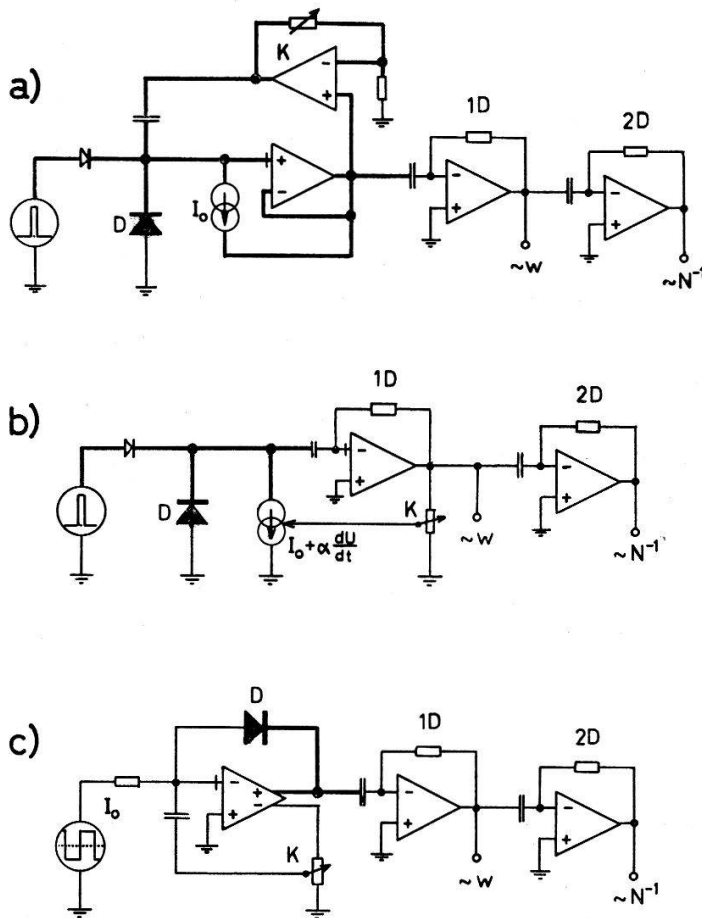 a)
K
-
+
D
I₀
+
-
1D
-
+
~w
2D
-
+
~N⁻¹
b)
D
I₀+α dU/dt
1D
-
+
K
~w
2D
-
+
~N⁻¹
c)
I₀
D
-
+
+
-
K
1D
-
+
~w
2D
-
+
~N⁻¹